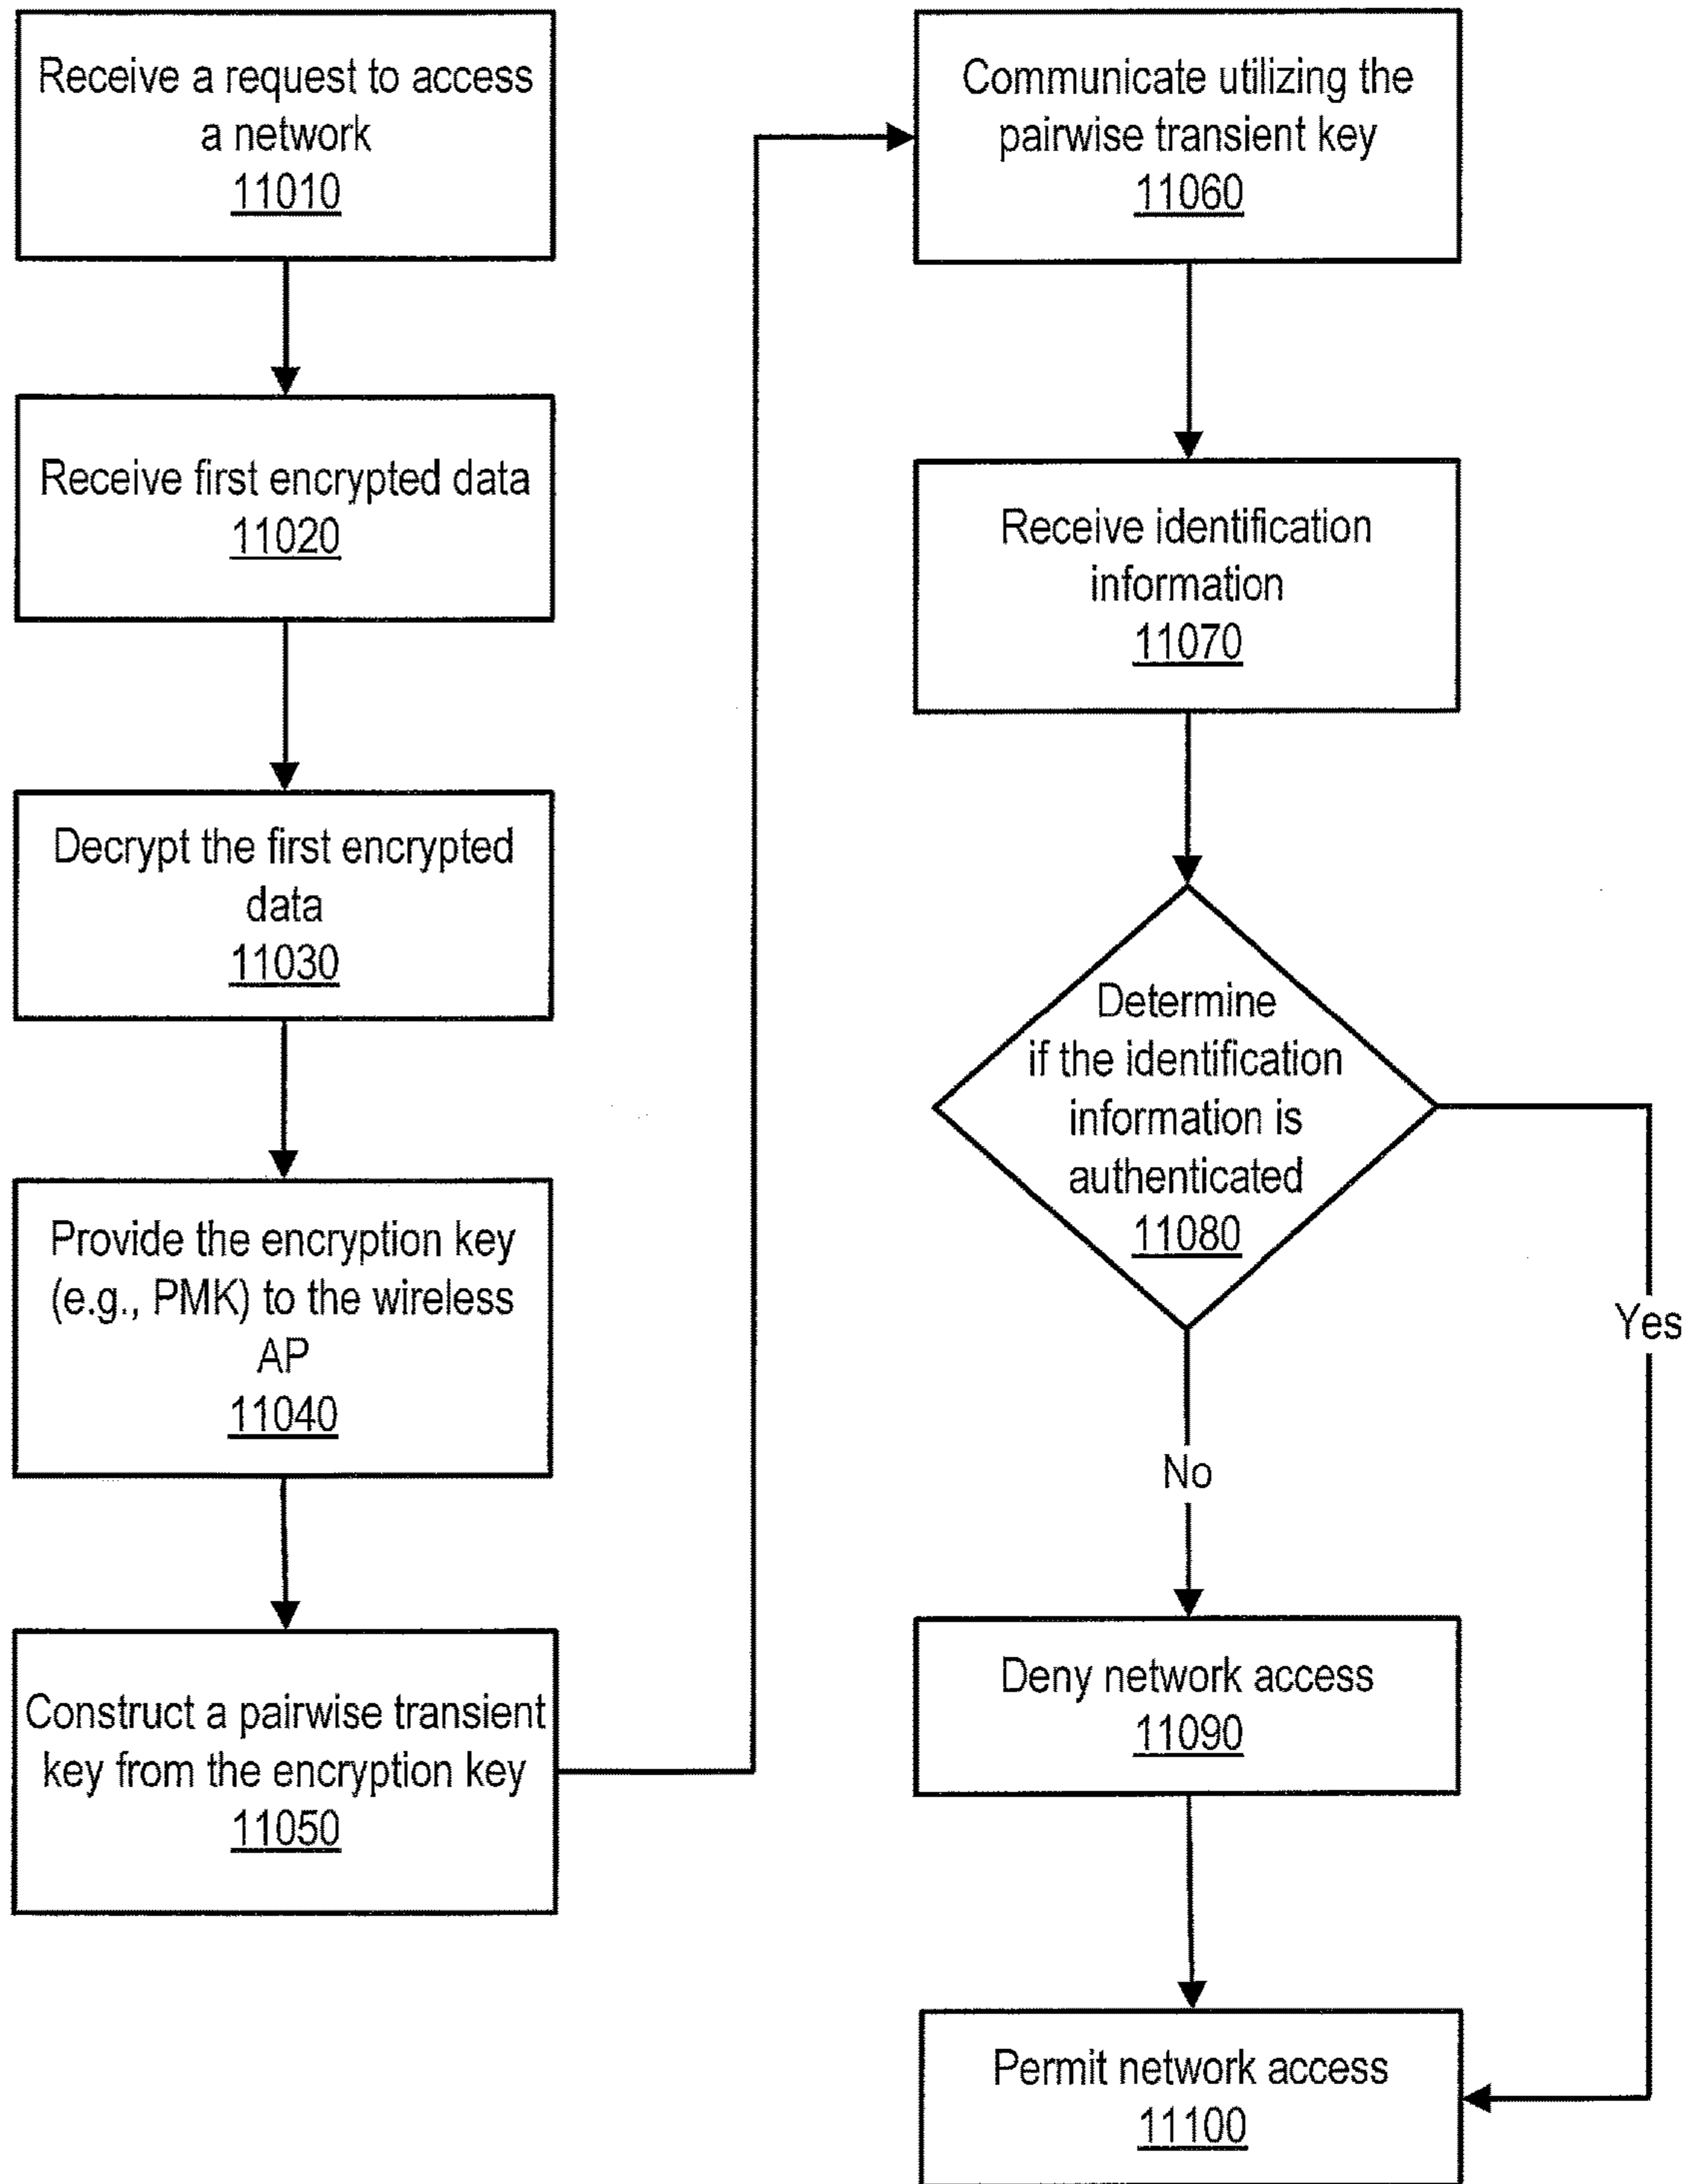 Receive a request to access
a network
11010
Receive first encrypted data
11020
Decrypt the first encrypted
data
11030
Provide the encryption key
(e.g., PMK) to the wireless
AP
11040
Construct a pairwise transient
key from the encryption key
11050
Communicate utilizing the
pairwise transient key
11060
Receive identification
information
11070
Determine
if the identification
information is
authenticated
11080
Yes
No
Deny network access
11090
Permit network access
11100